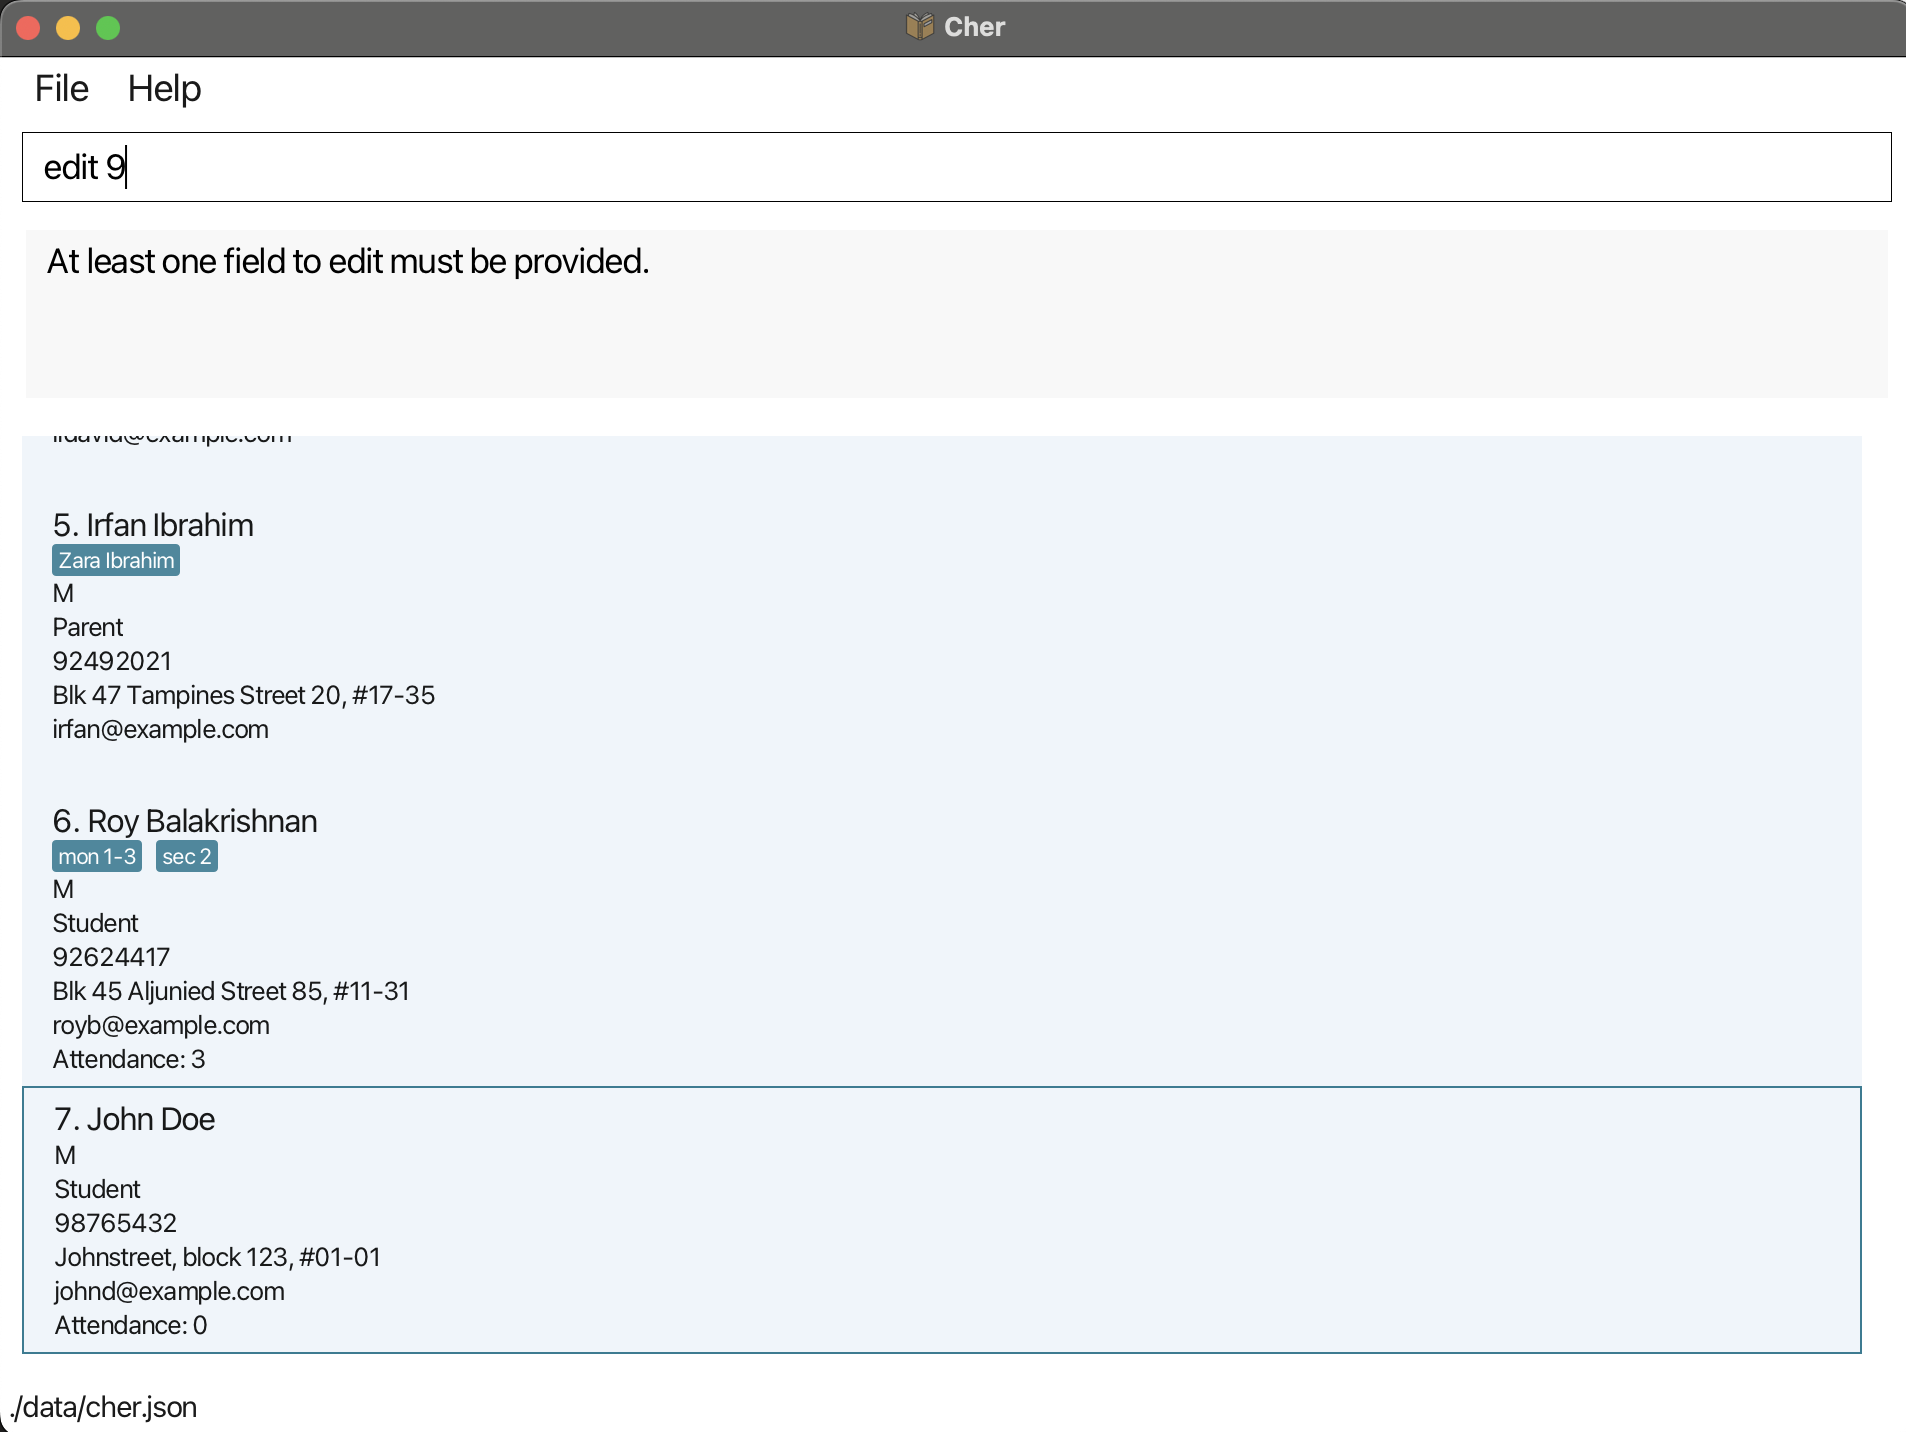 Cher
File Help
edit 9
At least one field to edit must be provided.
5. Irfan Ibrahim
Zara Ibrahim
M
Parent
92492021
Blk 47 Tampines Street 20, #17-35
irfan@example.com
6. Roy Balakrishnan
mon 1-3 sec 2
M
Student
92624417
Blk 45 Aljunied Street 85, #11-31
royb@example.com
Attendance: 3
7. John Doe
M
Student
98765432
Johnstreet, block 123, #01-01
johnd@example.com
Attendance: 0
./data/cher.json